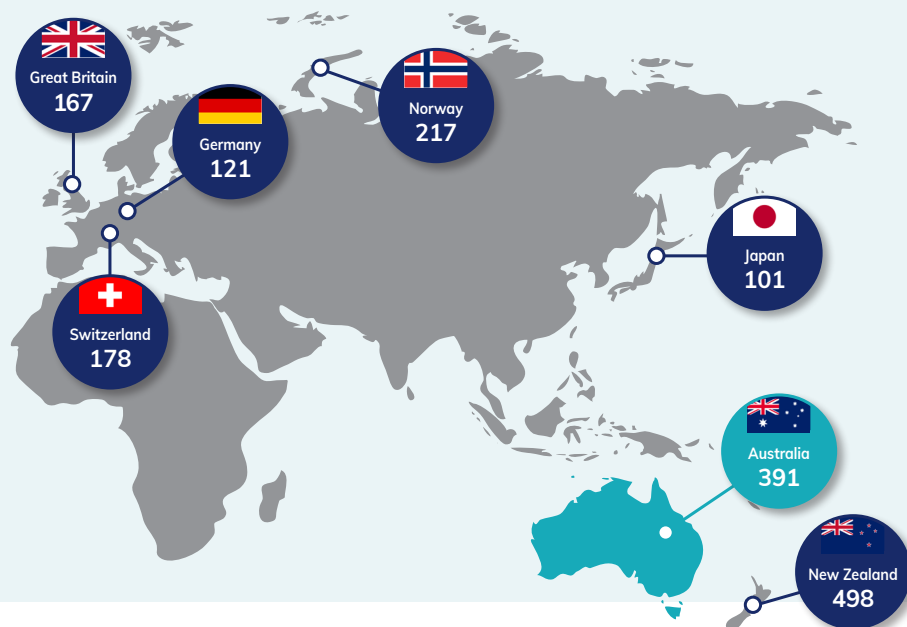 Great Britain
167
Germany
121
Norway
217
Japan
101
Switzerland
178
Australia
391
New Zealand
498